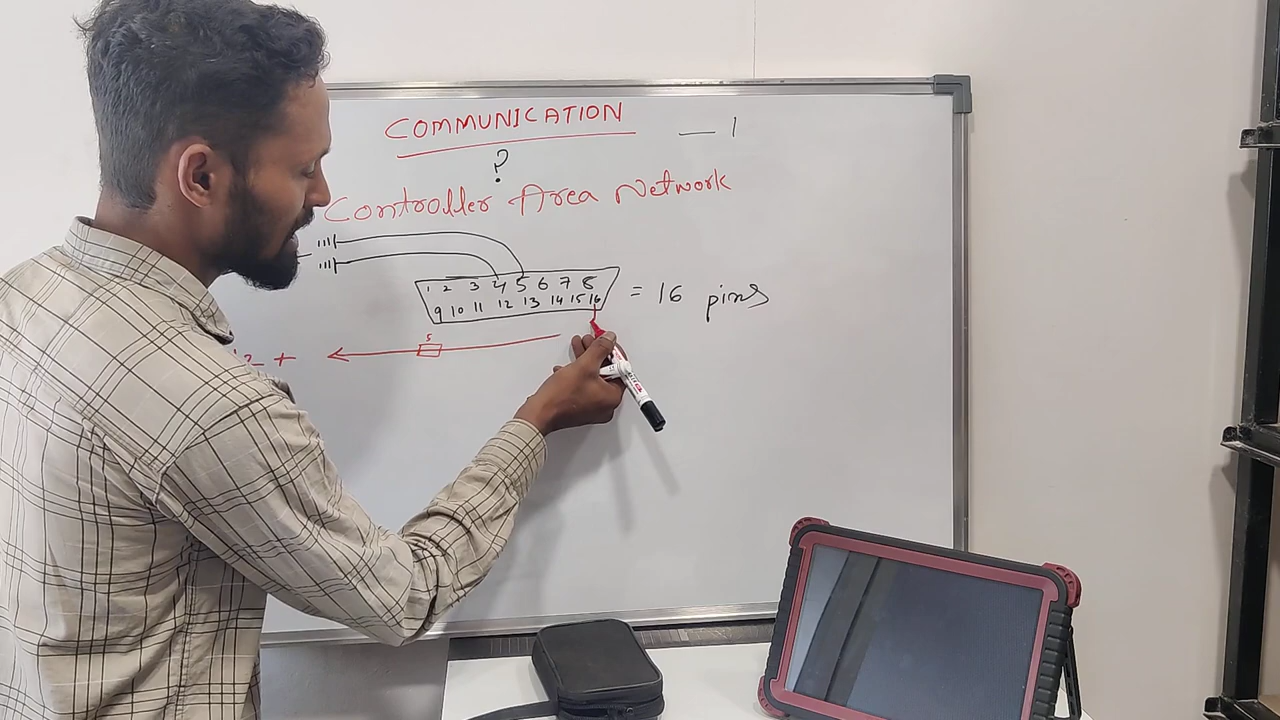 COMMUNICATION — 1
?
Controller Area Network
1 2 3 4 5 6 7 8
9 10 11 12 13 14 15 16
= 16 pins
S
12 +